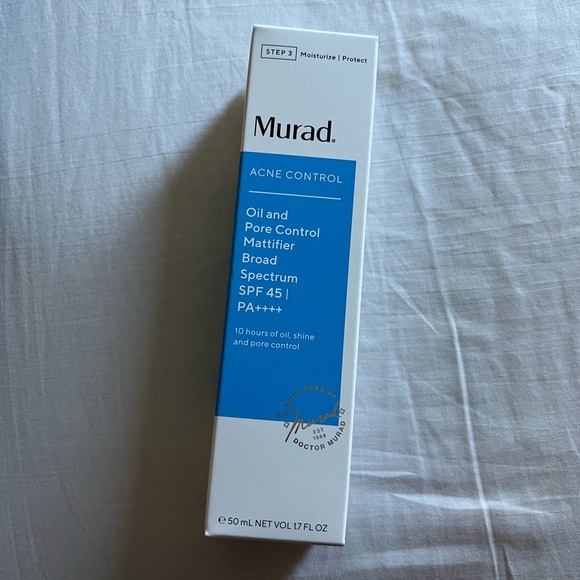 STEP 3 Moisturize | Protect
Murad.
ACNE CONTROL
Oil and
Pore Control
Mattifier
Broad
Spectrum
SPF 45 |
PA++++
10 hours of oil, shine
and pore control
Murad
EST.
1989
DOCTOR MURAD
℮ 50 mL NET VOL 1.7 FL OZ